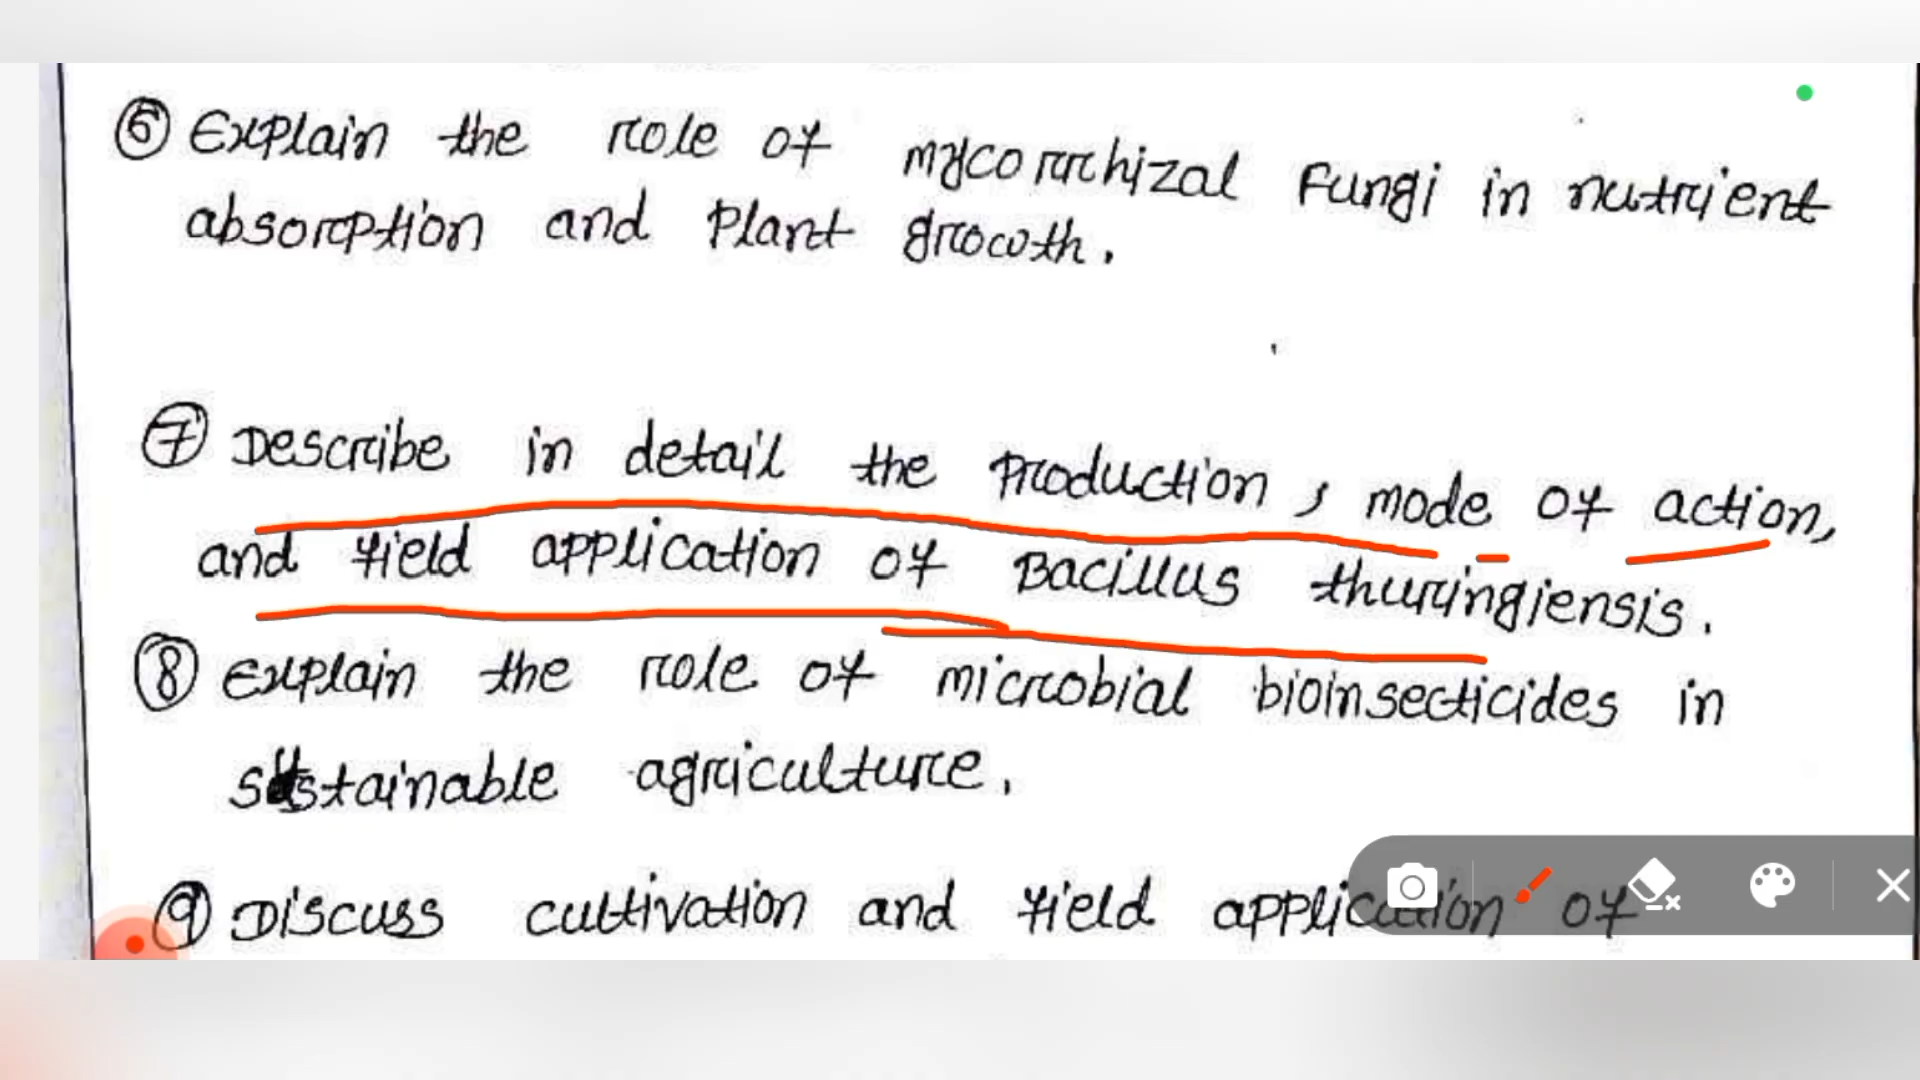 ⑥ Explain the role of mycorrhizal Fungi in nutrient
absorption and Plant growth.
⑦ Describe in detail the Production, mode of action,
and field application of Bacillus thuringiensis.
⑧ Explain the role of microbial bioinsecticides in
sustainable agriculture.
⑨ Discuss cultivation and field application of